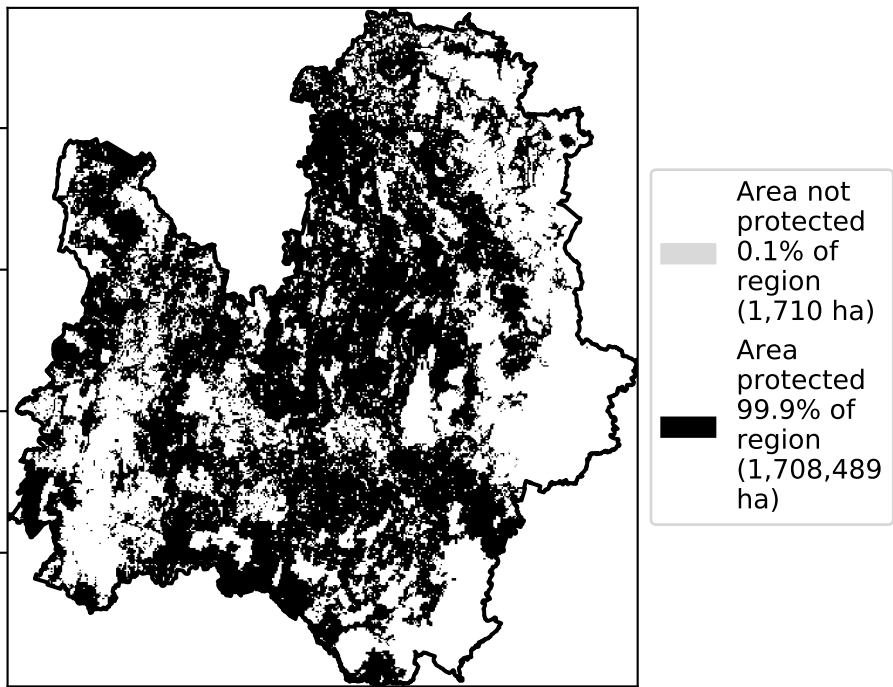 Area not
protected
0.1% of
region
(1,710 ha)
Area
protected
99.9% of
region
(1,708,489
ha)